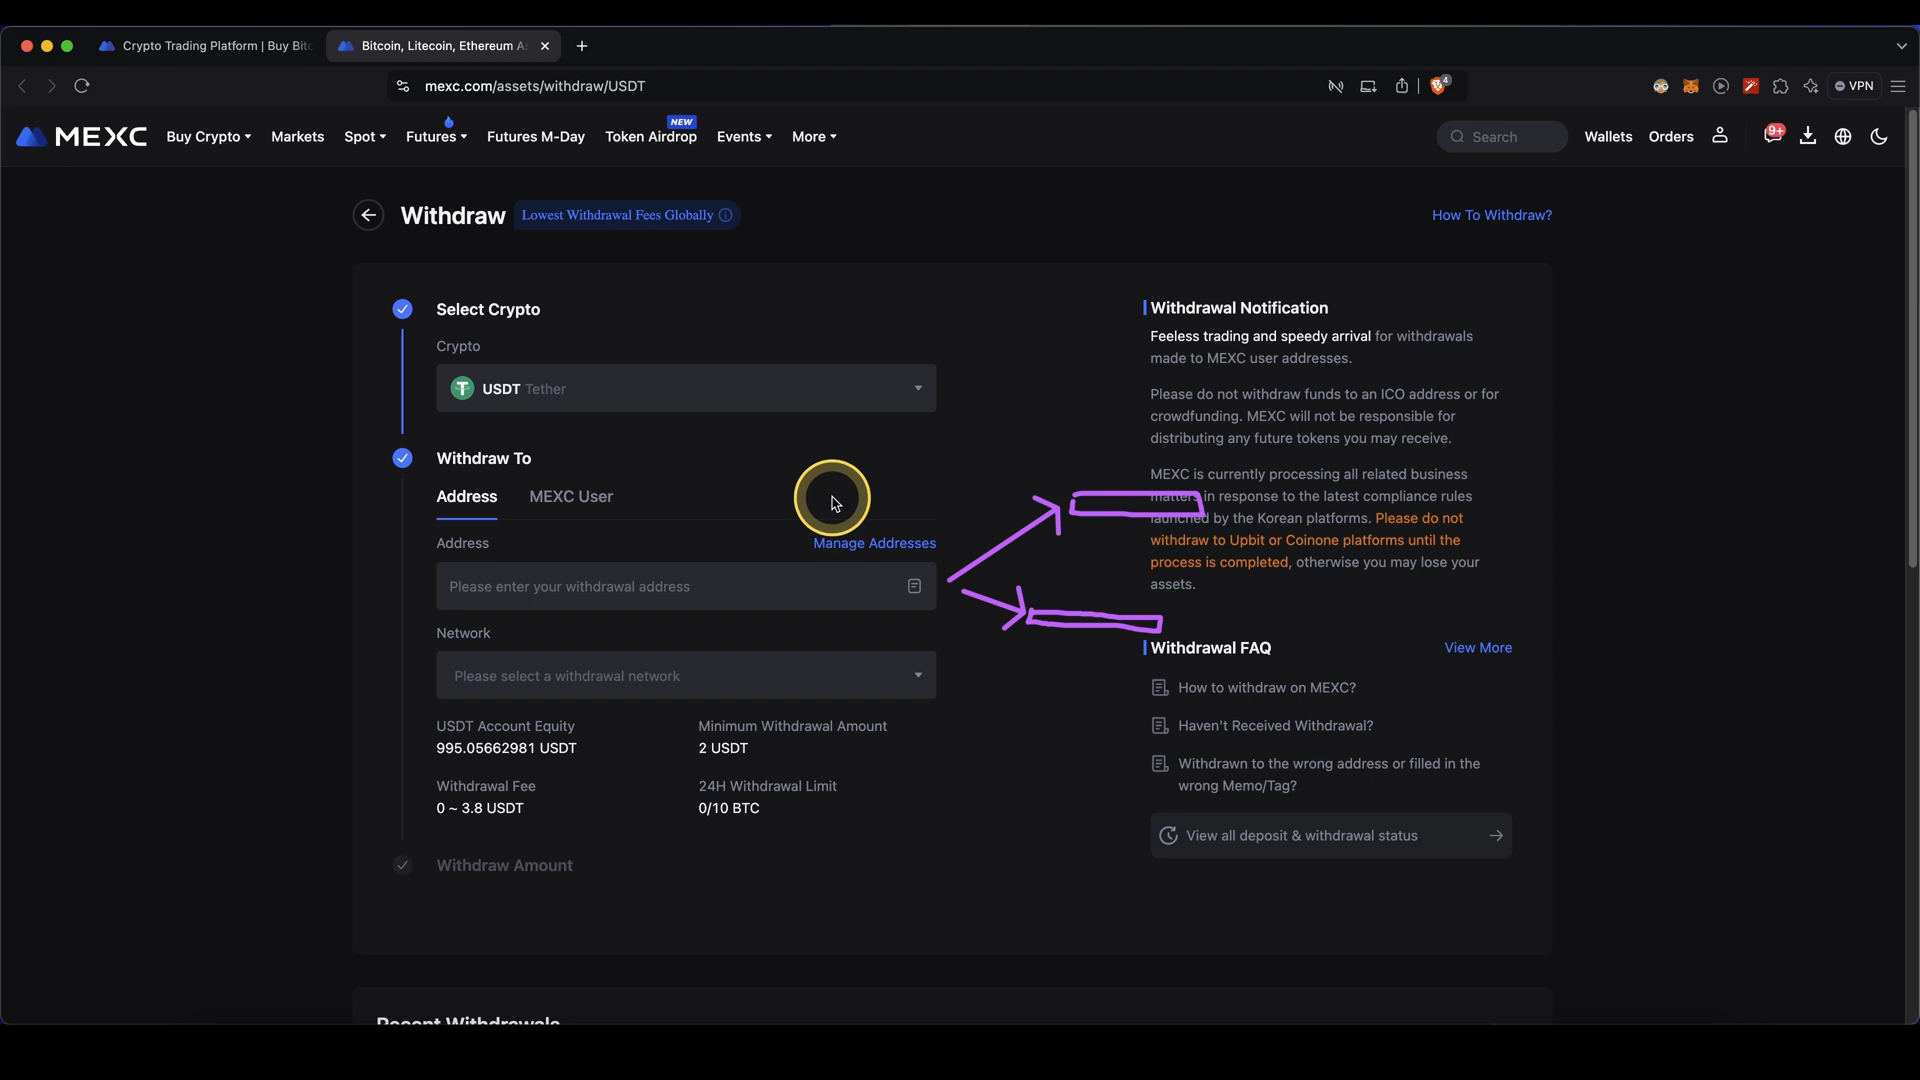 Crypto Trading Platform | Buy Bitc
Bitcoin, Litecoin, Ethereum A
mexc.com/assets/withdraw/USDT
4
VPN
MEXC
Buy Crypto
Markets
Spot
Futures
Futures M-Day
NEW
Token Airdrop
Events
More
Search
Wallets
Orders
9+
Withdraw
Lowest Withdrawal Fees Globally
How To Withdraw?
Select Crypto
Crypto
USDT Tether
Withdraw To
Address
MEXC User
Address
Manage Addresses
Please enter your withdrawal address
Network
Please select a withdrawal network
USDT Account Equity
995.05662981 USDT
Minimum Withdrawal Amount
2 USDT
Withdrawal Fee
0 ~ 3.8 USDT
24H Withdrawal Limit
0/10 BTC
Withdraw Amount
Withdrawal Notification
Feeless trading and speedy arrival for withdrawals
made to MEXC user addresses.
Please do not withdraw funds to an ICO address or for
crowdfunding. MEXC will not be responsible for
distributing any future tokens you may receive.
MEXC is currently processing all related business
matters in response to the latest compliance rules
launched by the Korean platforms. Please do not
withdraw to Upbit or Coinone platforms until the
process is completed, otherwise you may lose your
assets.
Withdrawal FAQ
View More
How to withdraw on MEXC?
Haven't Received Withdrawal?
Withdrawn to the wrong address or filled in the
wrong Memo/Tag?
View all deposit & withdrawal status
Recent Withdrawals